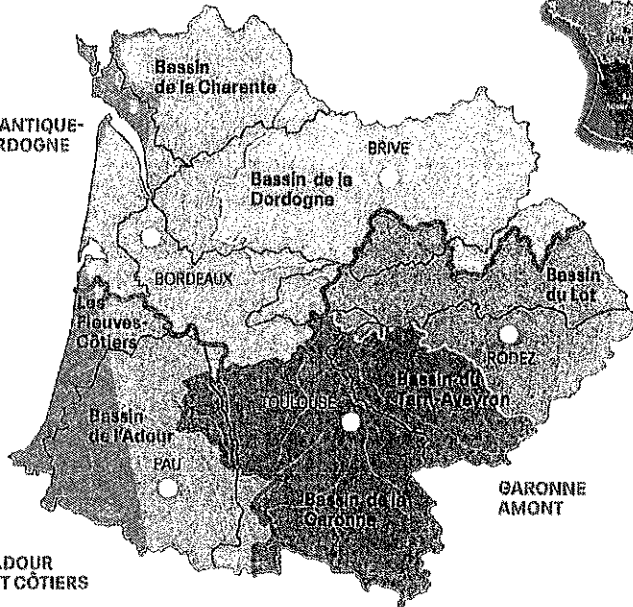 Bassin
de la Charente
ANTIQUE-
RDOGNE
BRIVE
Bassin de la
Dordogne
BORDEAUX
Bassin
du Lot
Les
Fleuves-
Côtiers
RODEZ
Bassin du
Tarn-Aveyron
TOULOUSE
Bassin
de l'Adour
PAU
Bassin de la
Garonne
GARONNE
AMONT
ADOUR
ET CÔTIERS